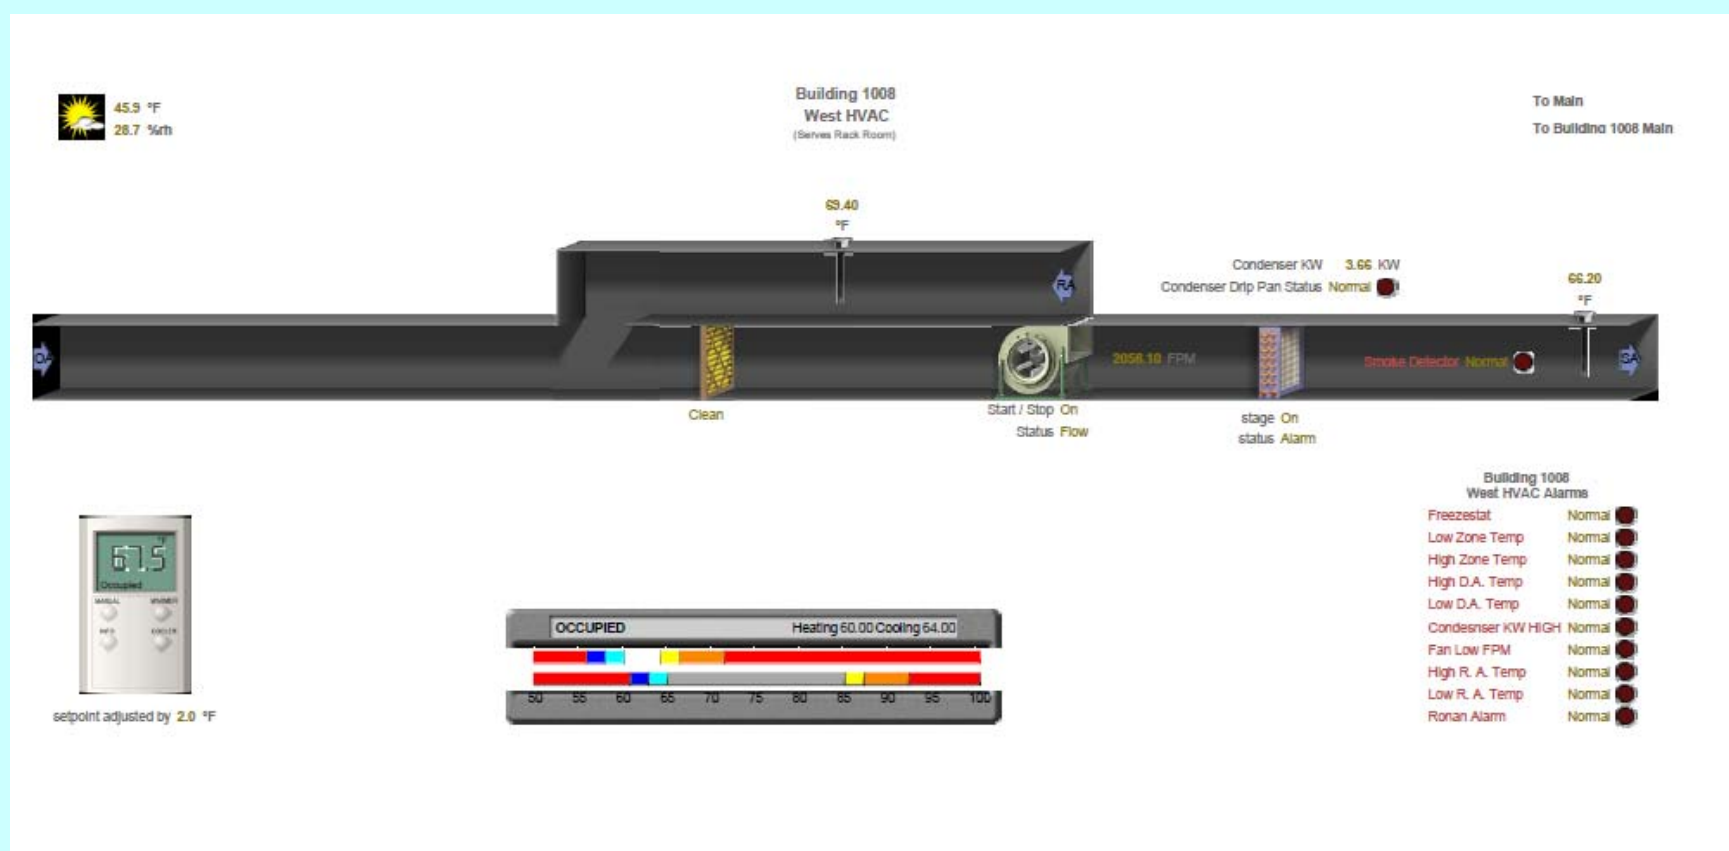 45.9 °F
28.7 %rh
Building 1008
West HVAC
(Serves Rack Room)
To Main
To Building 1008 Main
69.40
°F
RA
Condenser KW 3.66 KW
Condenser Drip Pan Status Normal
66.20
°F
OA
2056.10 FPM
Smoke Detector Normal
SA
Clean
Start / Stop On
Status Flow
stage On
status Alarm
Building 1008
West HVAC Alarms
Freezestat Normal
Low Zone Temp Normal
High Zone Temp Normal
High D.A. Temp Normal
Low D.A. Temp Normal
Condesnser KW HIGH Normal
Fan Low FPM Normal
High R. A. Temp Normal
Low R. A. Temp Normal
Ronan Alarm Normal
°F
67.5
Occupied
MANUAL WARMER
INFO COOLER
setpoint adjusted by 2.0 °F
OCCUPIED Heating 60.00 Cooling 64.00
50 55 60 65 70 75 80 85 90 95 100